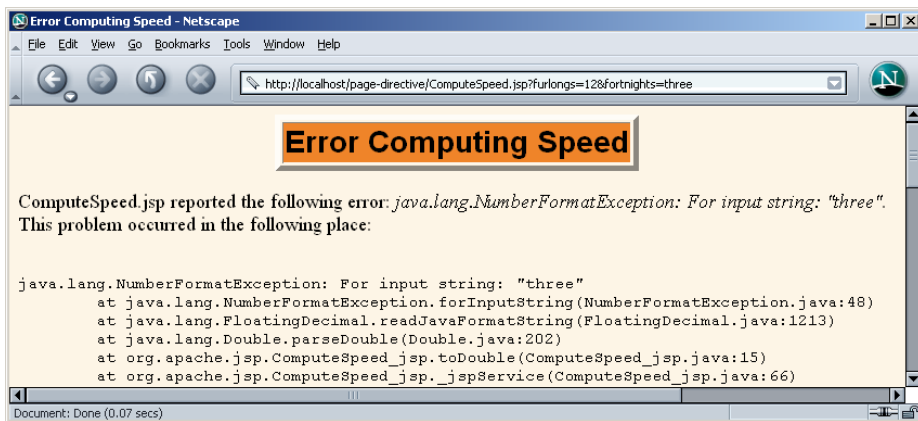 Error Computing Speed - Netscape
File Edit View Go Bookmarks Tools Window Help
http://localhost/page-directive/ComputeSpeed.jsp?furlongs=12&fortnights=three
N
Error Computing Speed
ComputeSpeed.jsp reported the following error: java.lang.NumberFormatException: For input string: "three".
This problem occurred in the following place:
java.lang.NumberFormatException: For input string: "three"
at java.lang.NumberFormatException.forInputString(NumberFormatException.java:48)
at java.lang.FloatingDecimal.readJavaFormatString(FloatingDecimal.java:1213)
at java.lang.Double.parseDouble(Double.java:202)
at org.apache.jsp.ComputeSpeed_jsp.toDouble(ComputeSpeed_jsp.java:15)
at org.apache.jsp.ComputeSpeed_jsp._jspService(ComputeSpeed_jsp.java:66)
Document: Done (0.07 secs)